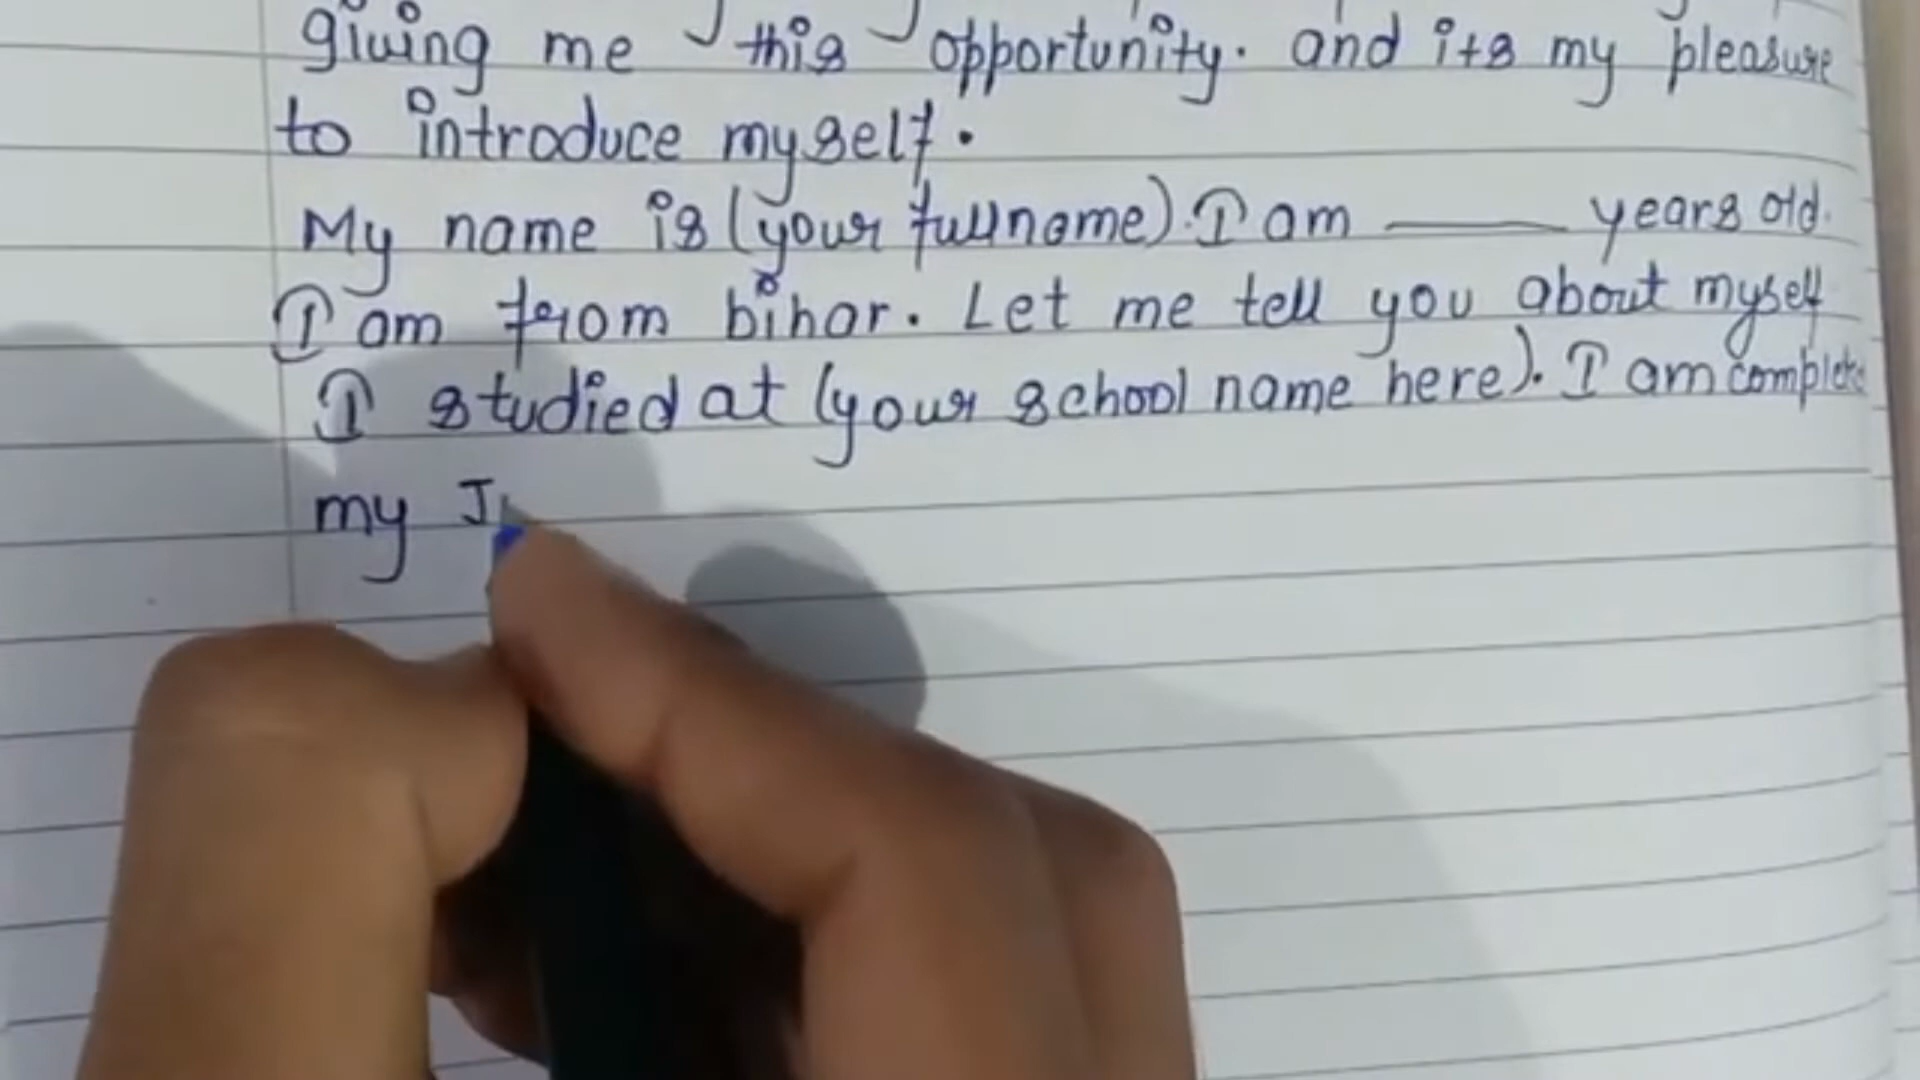 giving me this opportunity. and its my pleasure
to introduce myself.
My name is (your fullname). I am ——— years old.
I am from bihar. Let me tell you about myself
I studied at (your school name here). I am complete
my